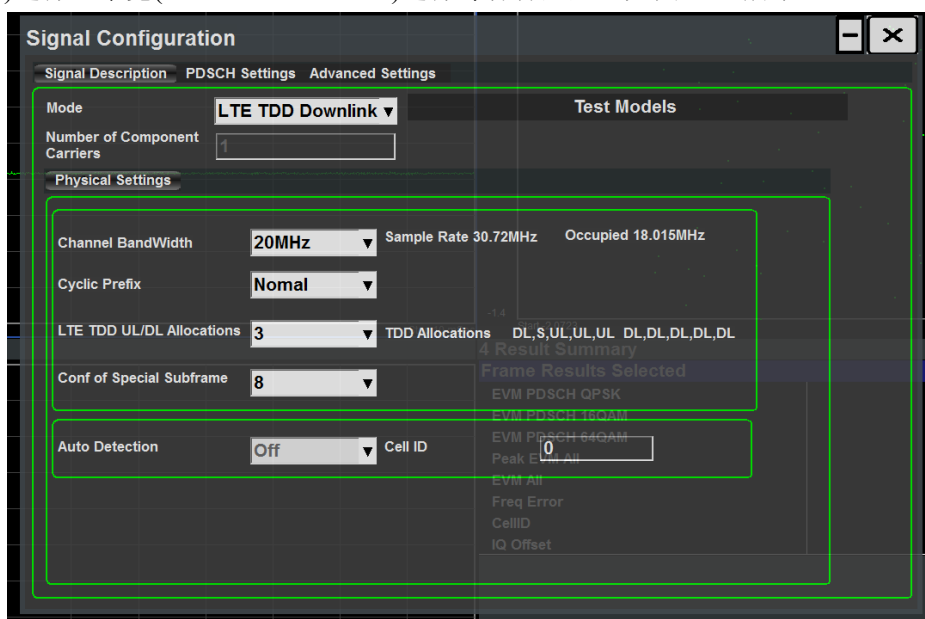 Signal Configuration
Signal Description PDSCH Settings Advanced Settings
Mode LTE TDD Downlink Test Models
Number of Component Carriers 1
Physical Settings
Channel BandWidth 20MHz Sample Rate 30.72MHz Occupied 18.015MHz
Cyclic Prefix Nomal
-1.4
LTE TDD UL/DL Allocations 3 TDD Allocations DL,S,UL,UL,UL DL,DL,DL,DL,DL
4 Result Summary
Frame Results Selected
Conf of Special Subframe 8
EVM PDSCH QPSK
EVM PDSCH 16QAM
EVM PDSCH 64QAM
Auto Detection Off Cell ID 0
Peak EVM All
EVM All
Freq Error
CellID
IQ Offset